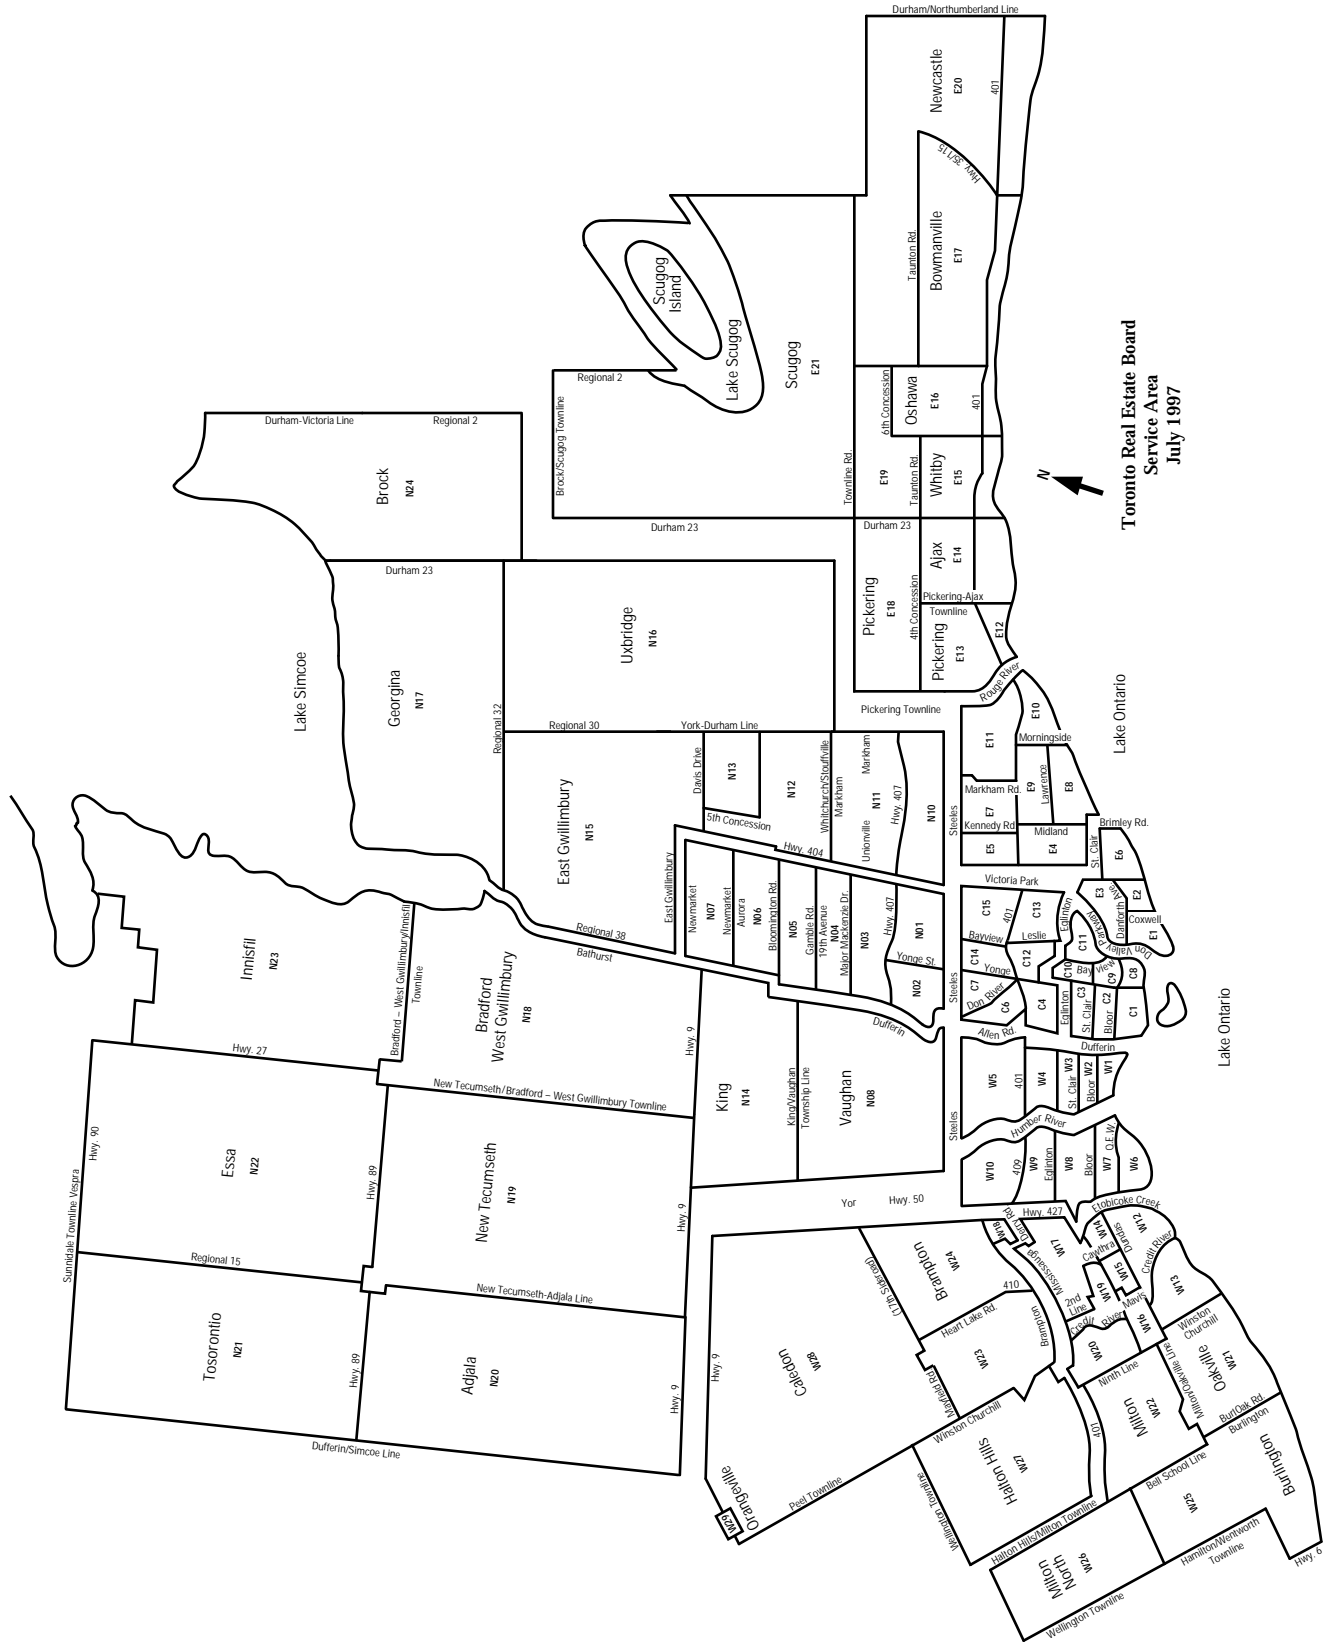 Durham/Northumberland Line
Newcastle
E20
401
Hwy. 35/115
Taunton Rd.
Bowmanville
E17
Scugog
Island
Lake Scugog
Scugog
E21
Regional 2
Brock/Scugog Townline
6th Concession
Oshawa
E16
401
Townline Rd.
E19
Taunton Rd.
Whitby
E15
Durham-Victoria Line
Regional 2
Brock
N24
Durham 23
Durham 23
Durham 23
N
Toronto Real Estate Board
Service Area
July 1997
Pickering
E18
4th Concession
Ajax
E14
Pickering-Ajax
Townline
Pickering
E13
E12
Rouge River
Pickering Townline
Lake Simcoe
Georgina
N17
Regional 32
Uxbridge
N16
Regional 30
York-Durham Line
East Gwillimbury
N15
Davis Drive
N13
5th Concession
N12
Whitchurch/Stouffville
Markham
Unionville
Markham
N11
Hwy. 407
N10
Steeles
Hwy. 404
E11
E10
Morningside
Markham Rd.
E9
Lawrence
E8
E7
Kennedy Rd.
Midland
E5
E4
St. Clair
Brimley Rd.
E6
Lake Ontario
East Gwillimbury
Newmarket
N07
Newmarket
Aurora
N06
Bloomington Rd.
N05
Gamble Rd.
19th Avenue
N04
Major Mackenzie Dr.
N03
Hwy. 407
N01
Yonge St.
N02
Steeles
Victoria Park
C15
401
C13
Eglinton
Bayview
Leslie
C14
Yonge
C12
C11
Parkway
Don Valley
E3
Danforth
Ave
E2
Coxwell
E1
C7
Don River
C6
C4
C10
Bayview
C9
C8
Eglinton
C3
St. Clair
C2
Bloor
C1
Allen Rd.
Dufferin
Lake Ontario
Innisfil
N23
Bradford – West Gwillimbury/Innisfil
Townline
Bradford
West Gwillimbury
N18
Regional 38
Bathurst
Hwy. 27
New Tecumseth/Bradford – West Gwillimbury Townline
Hwy. 9
King
N14
King/Vaughan
Township Line
Vaughan
N08
Dufferin
Steeles
W5
401
W4
W3
St. Clair
W2
Bloor
W1
Humber River
W10
409
W9
Eglinton
W8
Bloor
W7
Q.E.W.
W6
Hwy. 90
Sunnidale Townline Vespra
Essa
N22
Hwy. 89
New Tecumseth
N19
Hwy. 9
Yor
Hwy. 50
Hwy. 427
Etobicoke Creek
Regional 15
New Tecumseth-Adjala Line
Tosorontio
N21
Hwy. 89
Adjala
N20
Hwy. 9
Dufferin/Simcoe Line
Hwy. 9
Caledon
W28
(17th Sideroad)
Brampton
W24
410
Heart Lake Rd.
W23
Mayfield Rd.
Brampton
Mississauga
W18
Derry Rd
W17
W14
Cawthra
Dundas
W12
Credit River
W15
W19
2nd
Line
Mavis
W13
Credit River
W20
W16
Winston
Churchill
Ninth Line
Milton/Oakville Line
W21
Oakville
Milton
W22
401
BurlOak Rd.
Burlington
Winston Churchill
Peel Townline
Orangeville
W29
Wellington Townline
Halton Hills
W27
Halton Hills/Milton Townline
Bell School Line
W25
Burlington
Milton
North
W26
Wellington Townline
Hamilton/Wentworth
Townline
Hwy. 6